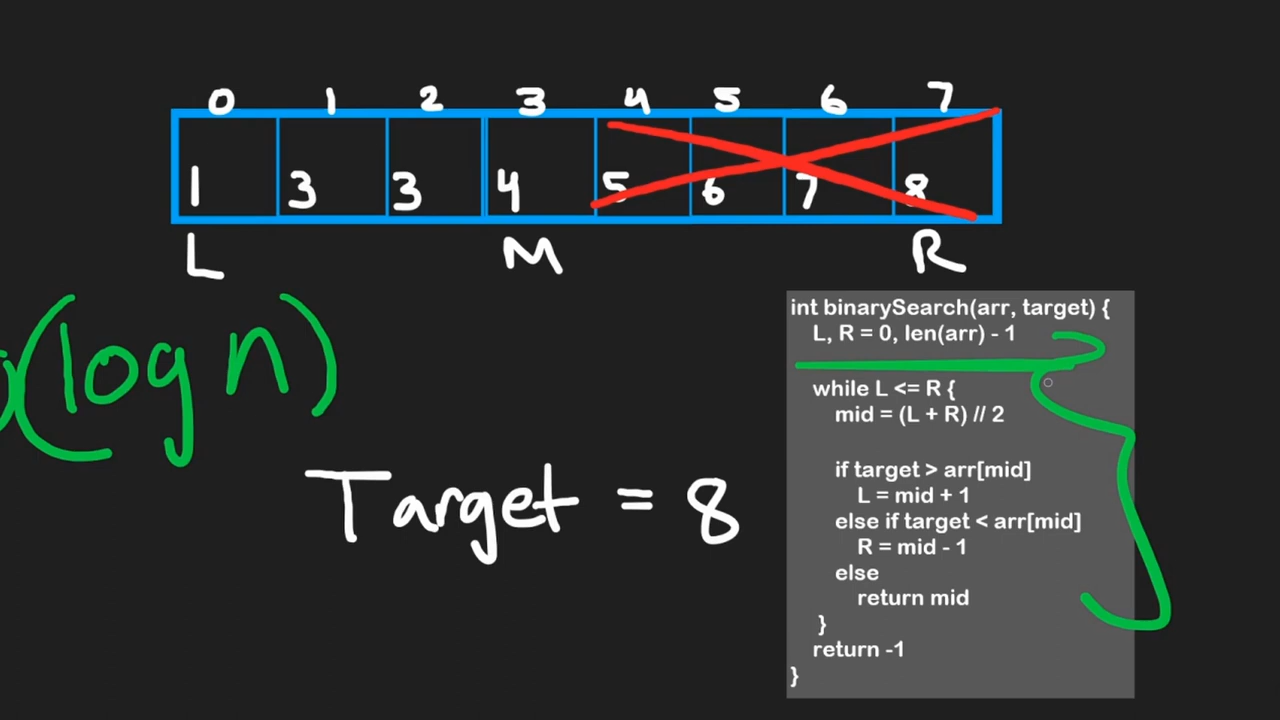 0 1 2 3 4 5 6 7
1 3 3 4 5 6 7 8
L M R
(log n)
Target = 8
int binarySearch(arr, target) {
L, R = 0, len(arr) - 1
while L <= R {
mid = (L + R) // 2
if target > arr[mid]
L = mid + 1
else if target < arr[mid]
R = mid - 1
else
return mid
}
return -1
}